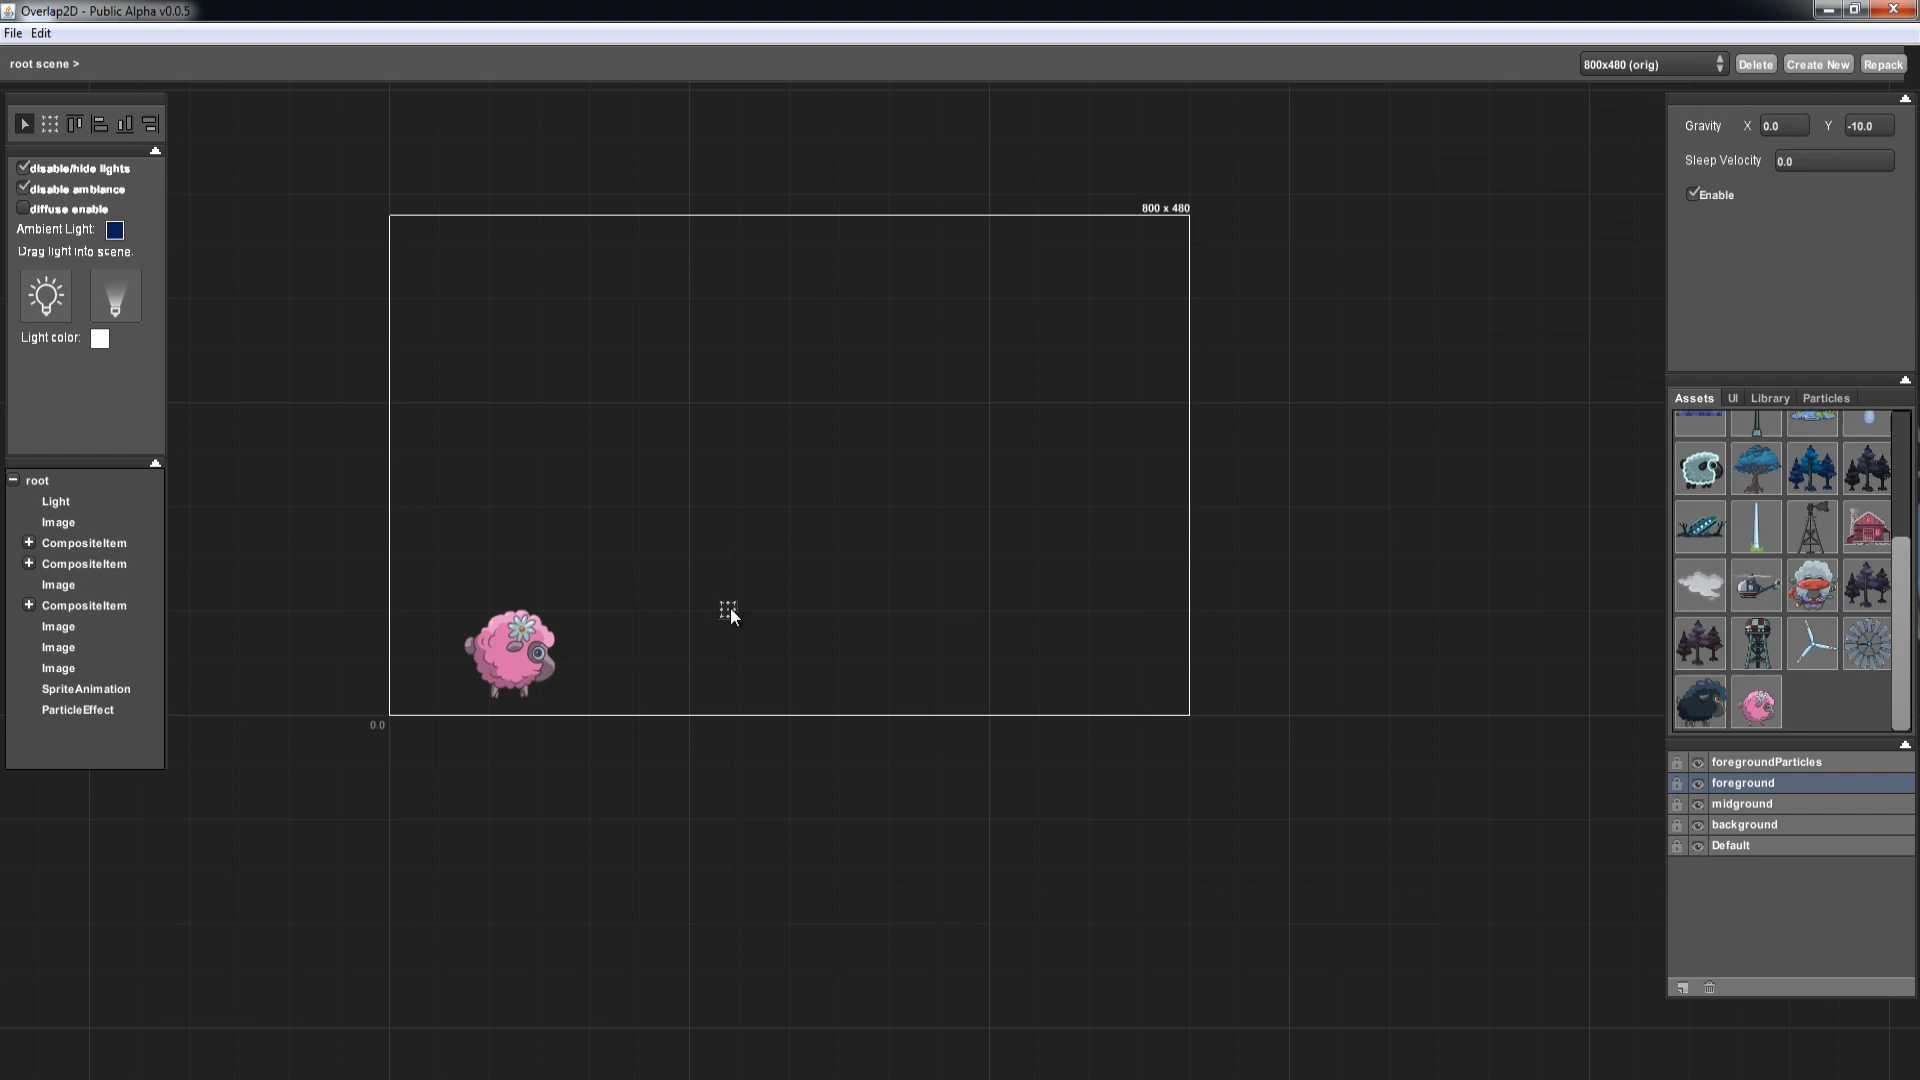 Overlap2D - Public Alpha v0.0.5
File Edit
root scene >
800x480 (orig)
Delete
Create New
Repack
disable/hide lights
disable ambiance
diffuse enable
Ambient Light:
Drag light into scene.
Light color:
root
Light
Image
CompositeItem
CompositeItem
Image
CompositeItem
Image
Image
Image
SpriteAnimation
ParticleEffect
800 x 480
0.0
Gravity X 0.0 Y -10.0
Sleep Velocity 0.0
Enable
Assets UI Library Particles
foregroundParticles
foreground
midground
background
Default